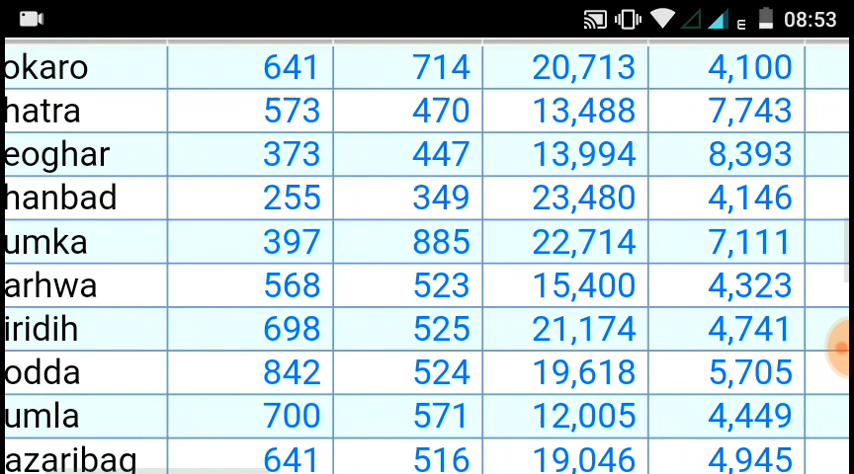 E 08:53
okaro 641 714 20,713 4,100
hatra 573 470 13,488 7,743
eoghar 373 447 13,994 8,393
hanbad 255 349 23,480 4,146
umka 397 885 22,714 7,111
arhwa 568 523 15,400 4,323
iridih 698 525 21,174 4,741
odda 842 524 19,618 5,705
umla 700 571 12,005 4,449
azaribag 641 516 19,046 4,945